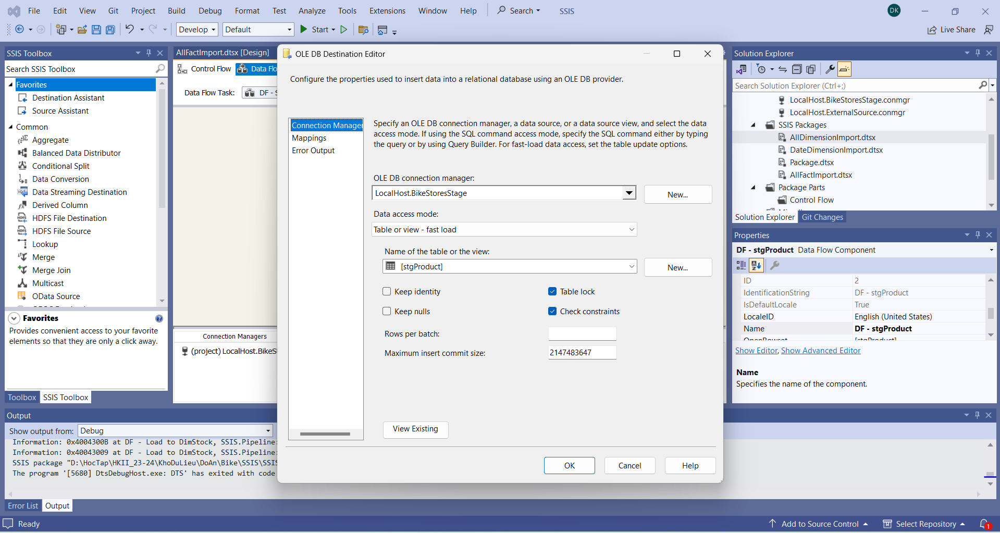 File Edit View Git Project Build Debug Format Test Analyze Tools Extensions Window Help Search SSIS DK
Develop Default Start Live Share
SSIS Toolbox
Search SSIS Toolbox
Favorites
Destination Assistant
Source Assistant
Common
Aggregate
Balanced Data Distributor
Conditional Split
Data Conversion
Data Streaming Destination
Derived Column
HDFS File Destination
HDFS File Source
Lookup
Merge
Merge Join
Multicast
OData Source
Favorites
Provides convenient access to your favorite
elements so that they are only a click away.
Toolbox SSIS Toolbox
AllFactImport.dtsx [Design]
Control Flow Data Flo
Data Flow Task: DF - S
Connection Managers
(project) LocalHost.BikeS
OLE DB Destination Editor
Configure the properties used to insert data into a relational database using an OLE DB provider.
Connection Manager
Mappings
Error Output
Specify an OLE DB connection manager, a data source, or a data source view, and select the data
access mode. If using the SQL command access mode, specify the SQL command either by typing
the query or by using Query Builder. For fast-load data access, set the table update options.
OLE DB connection manager:
LocalHost.BikeStoresStage New...
Data access mode:
Table or view - fast load
Name of the table or the view:
[stgProduct] New...
Keep identity Table lock
Keep nulls Check constraints
Rows per batch:
Maximum insert commit size: 2147483647
View Existing
OK Cancel Help
Solution Explorer
Search Solution Explorer (Ctrl+;)
LocalHost.BikeStoresStage.conmgr
LocalHost.ExternalSource.conmgr
SSIS Packages
AllDimensionImport.dtsx
DateDimensionImport.dtsx
Package.dtsx
AllFactImport.dtsx
Package Parts
Control Flow
Solution Explorer Git Changes
Properties
DF - stgProduct Data Flow Component
ID 2
IdentificationString DF - stgProduct
IsDefaultLocale True
LocaleID English (United States)
Name DF - stgProduct
OpenRowset [stgProduct]
Show Editor, Show Advanced Editor
Name
Specifies the name of the component.
Output
Show output from: Debug
Information: 0x4004300B at DF - Load to DimStock, SSIS.Pipeline:
Information: 0x40043009 at DF - Load to DimStock, SSIS.Pipeline:
SSIS package "D:\HocTap\HKII_23-24\KhoDuLieu\DoAn\Bike\SSIS\SSIS
The program '[5680] DtsDebugHost.exe: DTS' has exited with code
Error List Output
Ready Add to Source Control Select Repository 1